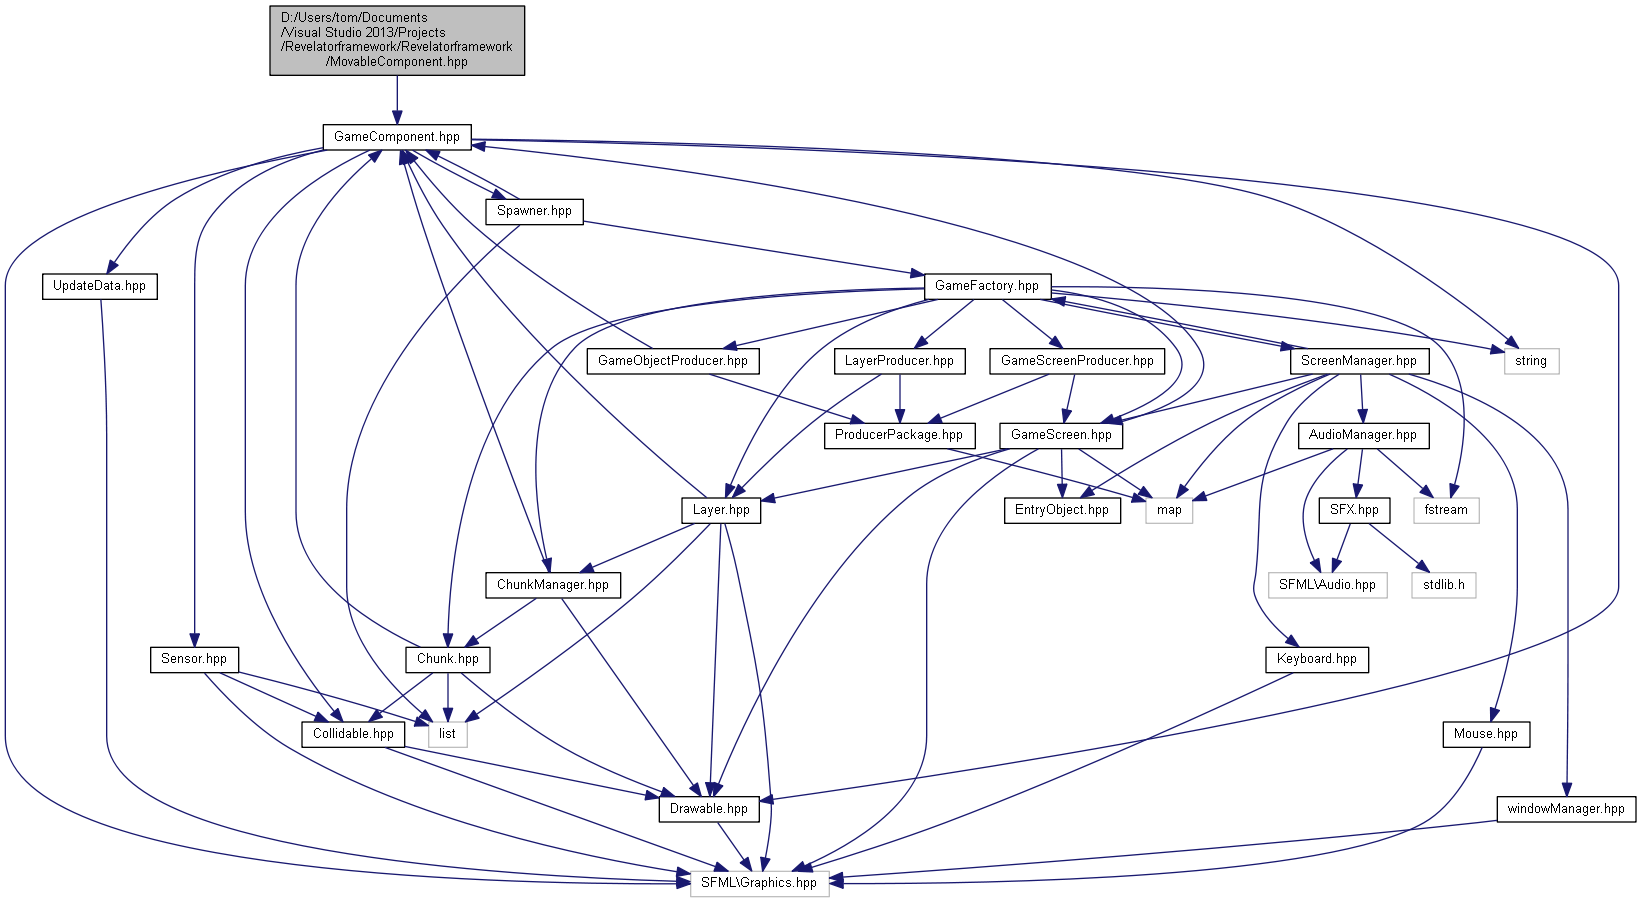 D:/Users/tom/Documents
/Visual Studio 2013/Projects
/Revelatorframework/Revelatorframework
/MovableComponent.hpp
GameComponent.hpp
Spawner.hpp
UpdateData.hpp
GameFactory.hpp
GameObjectProducer.hpp
LayerProducer.hpp
GameScreenProducer.hpp
ScreenManager.hpp
string
ProducerPackage.hpp
GameScreen.hpp
AudioManager.hpp
Layer.hpp
EntryObject.hpp
map
SFX.hpp
fstream
ChunkManager.hpp
SFML\Audio.hpp
stdlib.h
Sensor.hpp
Chunk.hpp
Keyboard.hpp
Collidable.hpp
list
Mouse.hpp
Drawable.hpp
windowManager.hpp
SFML\Graphics.hpp